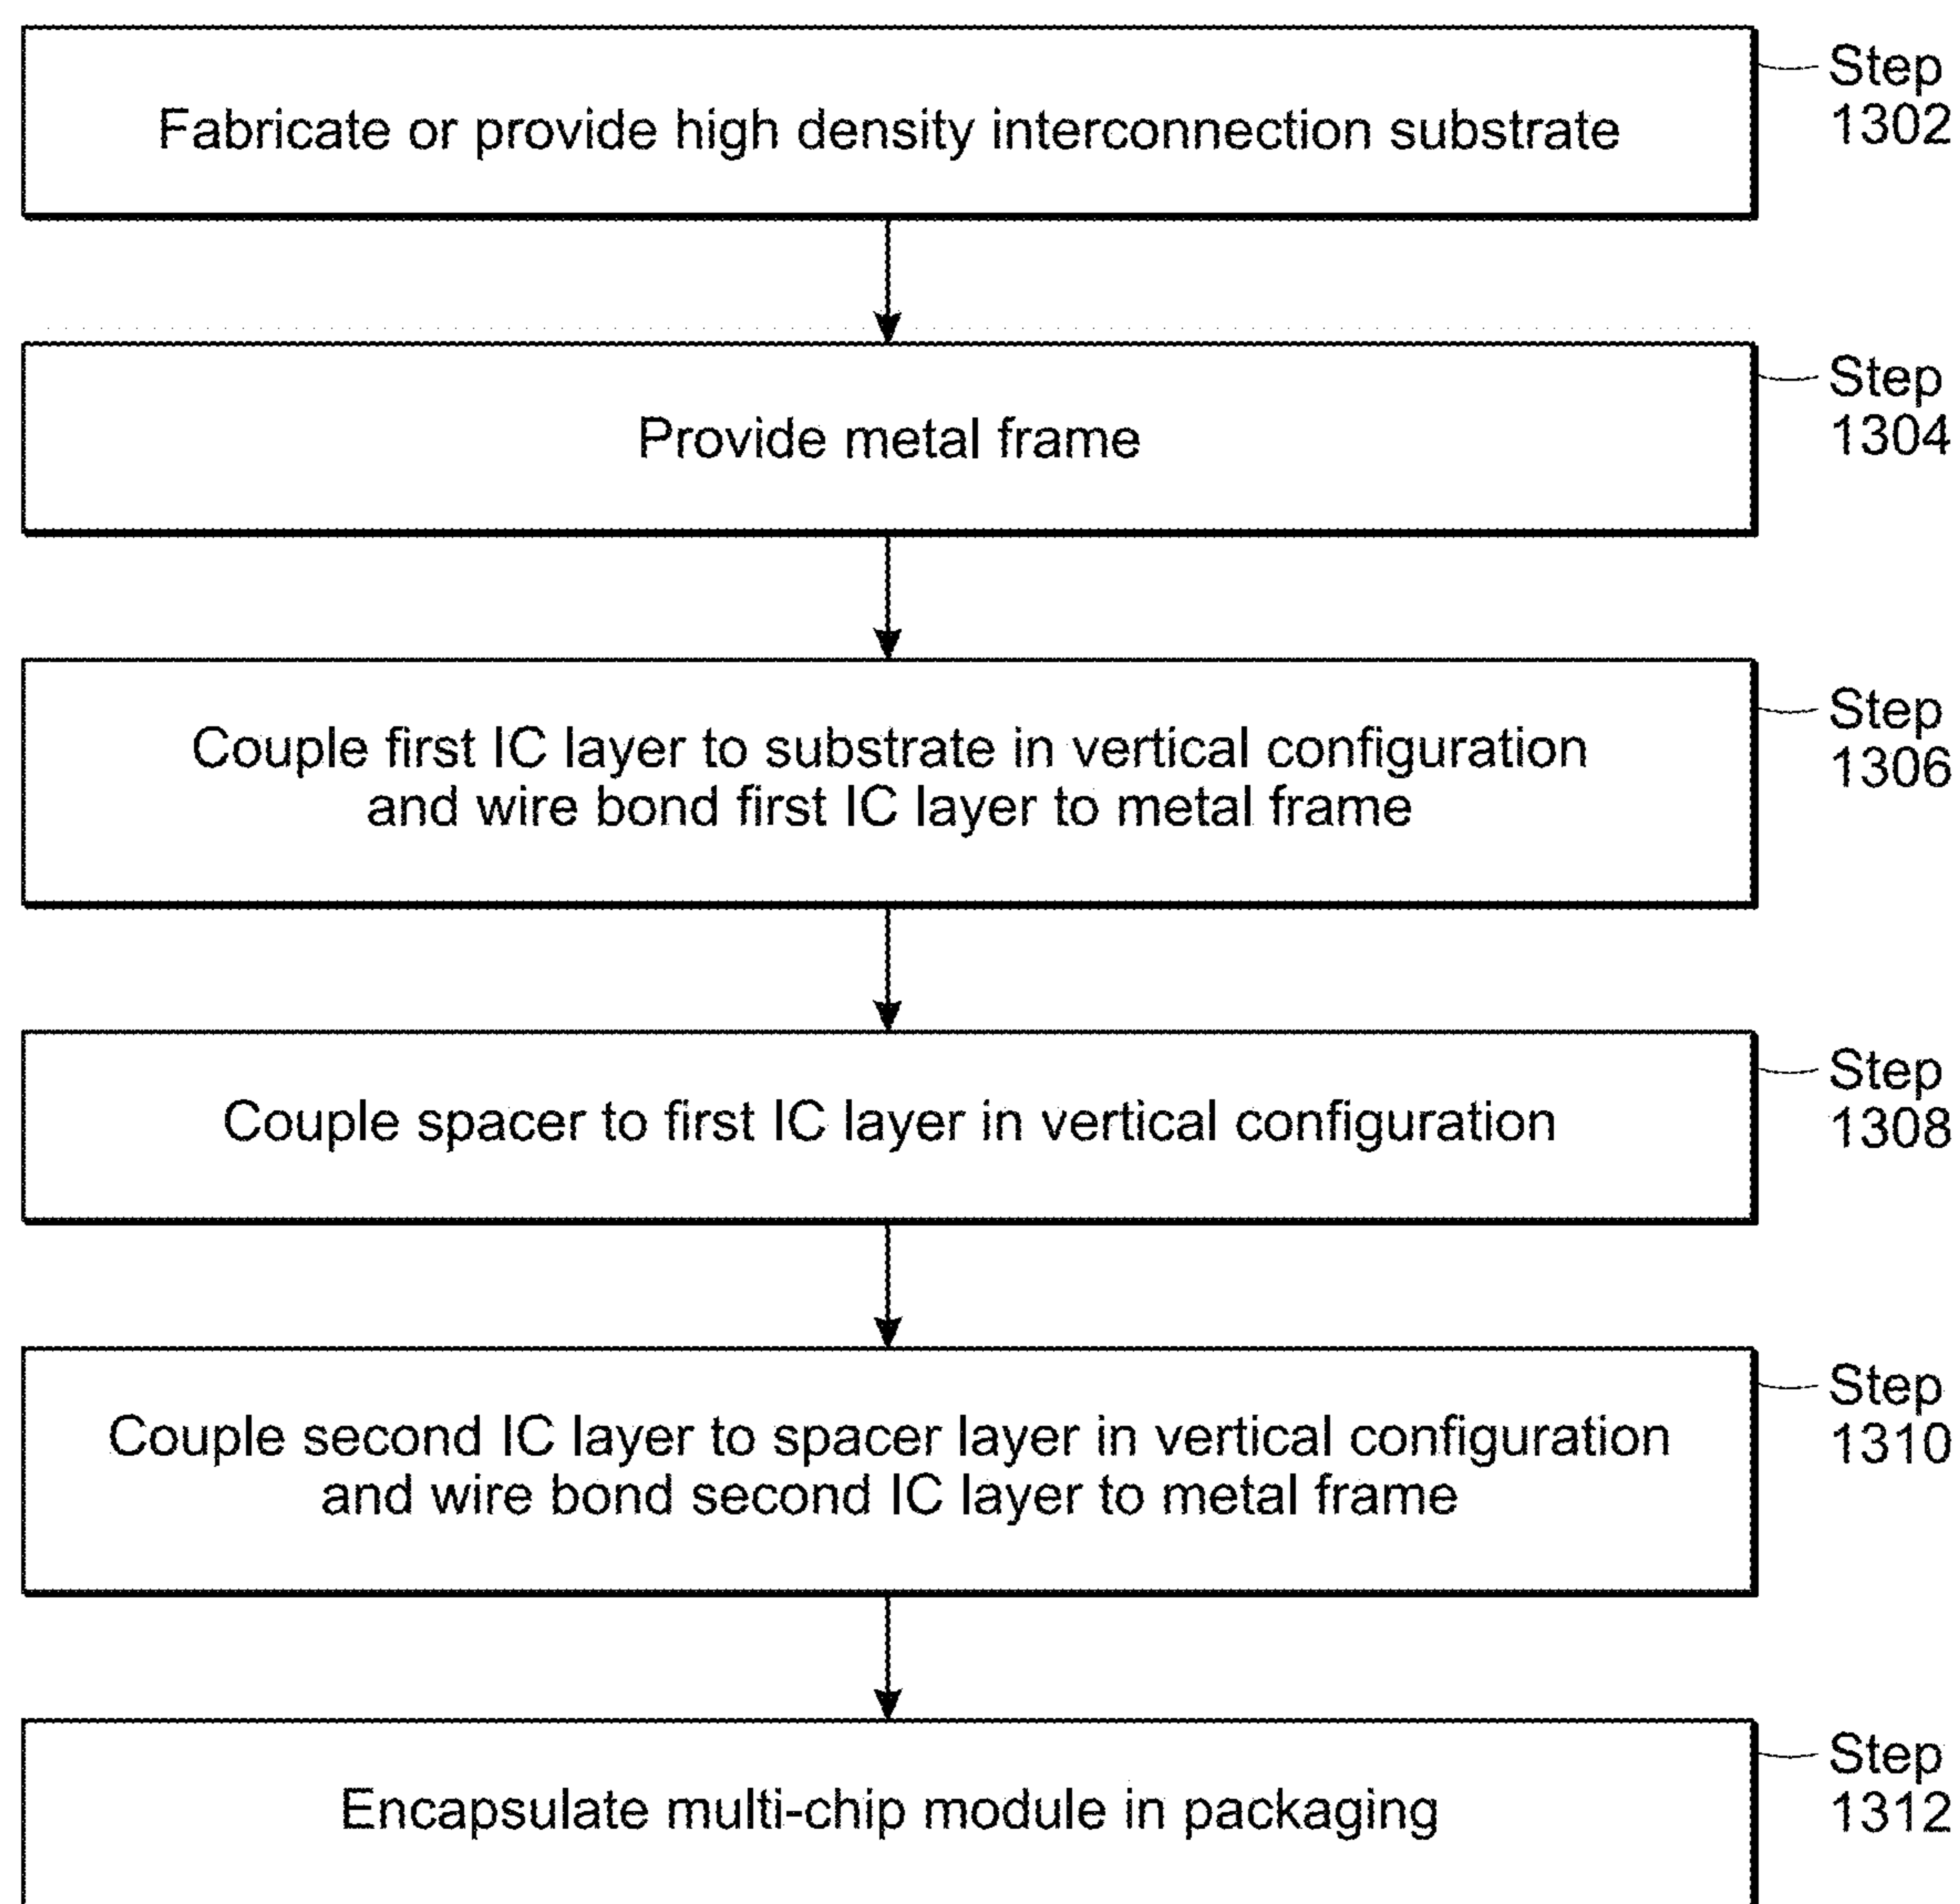 Fabricate or provide high density interconnection substrate
Step
1302
Provide metal frame
Step
1304
Couple first IC layer to substrate in vertical configuration
and wire bond first IC layer to metal frame
Step
1306
Couple spacer to first IC layer in vertical configuration
Step
1308
Couple second IC layer to spacer layer in vertical configuration
and wire bond second IC layer to metal frame
Step
1310
Encapsulate multi-chip module in packaging
Step
1312